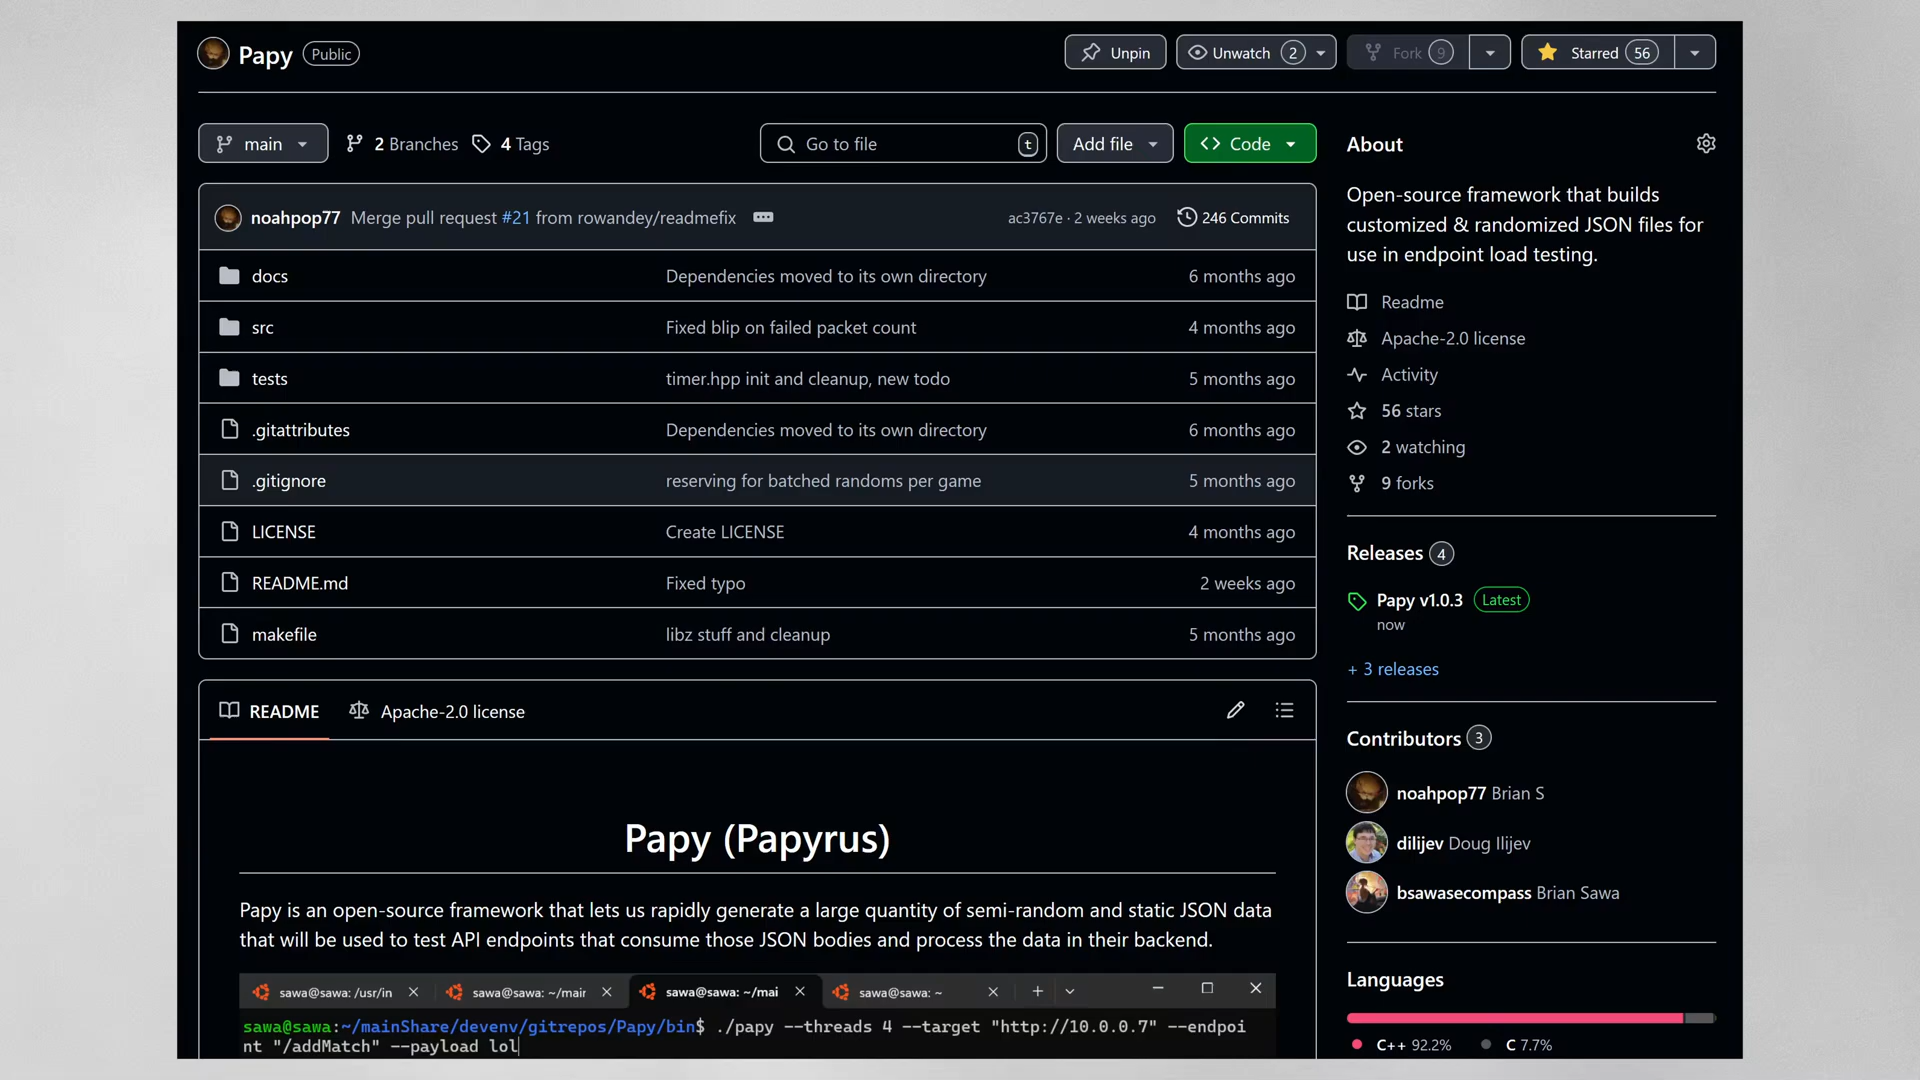 Papy Public
Unpin
Unwatch 2
Fork 9
Starred 56
main
2 Branches
4 Tags
Go to file t
Add file
Code
noahpop77 Merge pull request #21 from rowandey/readmefix
ac3767e · 2 weeks ago
246 Commits
docs Dependencies moved to its own directory 6 months ago
src Fixed blip on failed packet count 4 months ago
tests timer.hpp init and cleanup, new todo 5 months ago
.gitattributes Dependencies moved to its own directory 6 months ago
.gitignore reserving for batched randoms per game 5 months ago
LICENSE Create LICENSE 4 months ago
README.md Fixed typo 2 weeks ago
makefile libz stuff and cleanup 5 months ago
README
Apache-2.0 license
Papy (Papyrus)
Papy is an open-source framework that lets us rapidly generate a large quantity of semi-random and static JSON data
that will be used to test API endpoints that consume those JSON bodies and process the data in their backend.
sawa@sawa: /usr/in
sawa@sawa: ~/mair
sawa@sawa: ~/mai
sawa@sawa: ~
sawa@sawa:~/mainShare/devenv/gitrepos/Papy/bin$ ./papy --threads 4 --target "http://10.0.0.7" --endpoi
nt "/addMatch" --payload lol
About
Open-source framework that builds
customized & randomized JSON files for
use in endpoint load testing.
Readme
Apache-2.0 license
Activity
56 stars
2 watching
9 forks
Releases 4
Papy v1.0.3 Latest
now
+ 3 releases
Contributors 3
noahpop77 Brian S
dilijev Doug Ilijev
bsawasecompass Brian Sawa
Languages
C++ 92.2%
C 7.7%